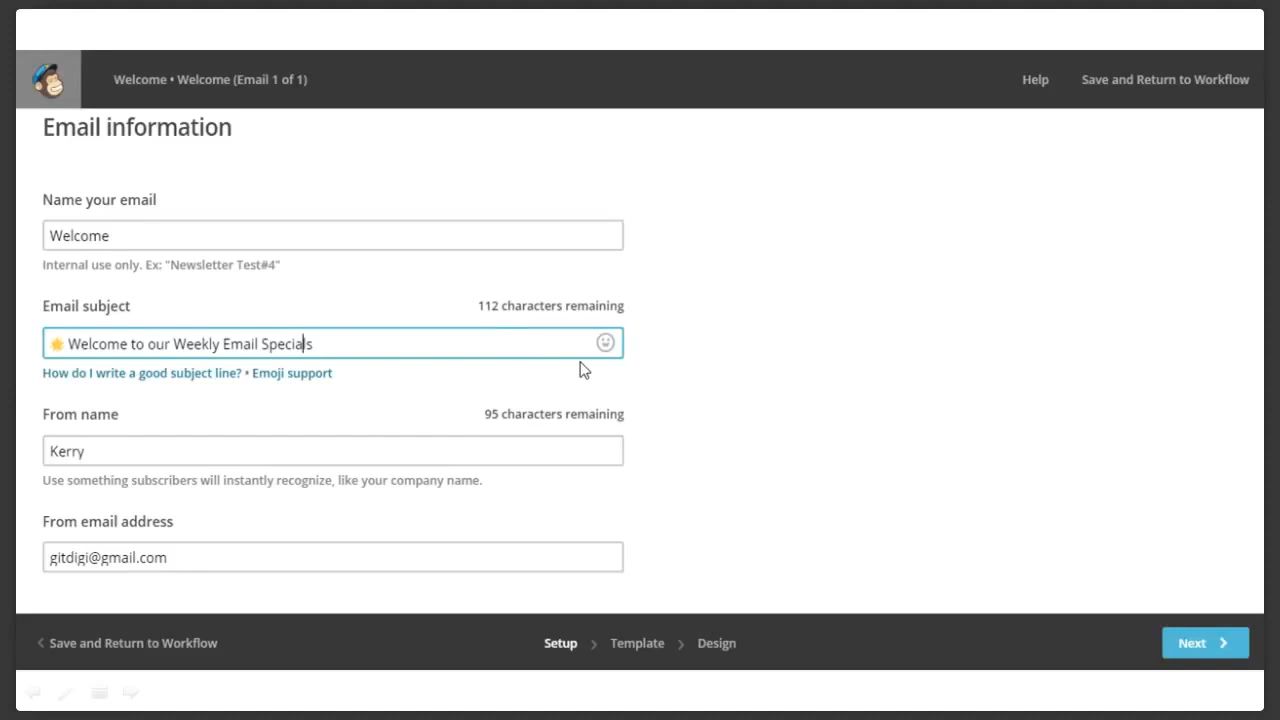 Welcome • Welcome (Email 1 of 1)
Help
Save and Return to Workflow
Email information
Name your email
Welcome
Internal use only. Ex: "Newsletter Test#4"
Email subject
112 characters remaining
🌟 Welcome to our Weekly Email Specials
How do I write a good subject line? • Emoji support
From name
95 characters remaining
Kerry
Use something subscribers will instantly recognize, like your company name.
From email address
gitdigi@gmail.com
Save and Return to Workflow
Setup
Template
Design
Next